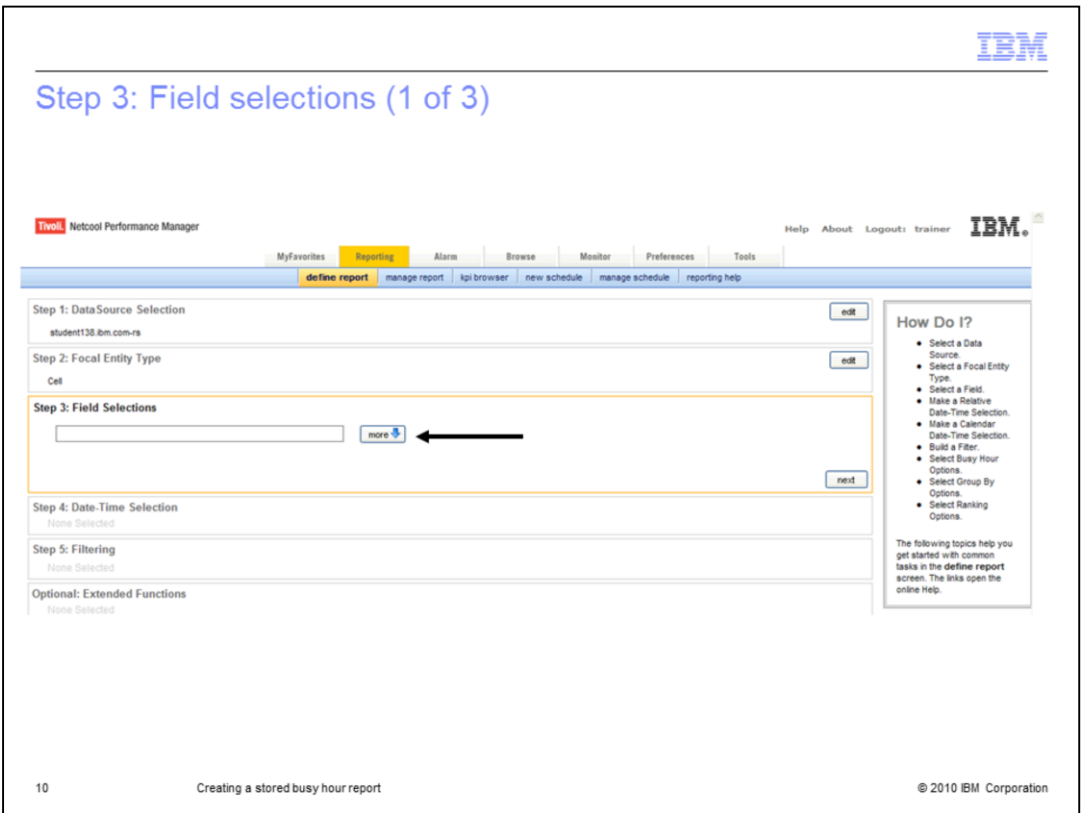 IBM
Step 3: Field selections (1 of 3)
Tivoli. Netcool Performance Manager
Help About Logout: trainer IBM.
MyFavorites Reporting Alarm Browse Monitor Preferences Tools
define report manage report kpi browser new schedule manage schedule reporting help
Step 1: DataSource Selection
edit
student138.ibm.com-rs
Step 2: Focal Entity Type
edit
Cell
Step 3: Field Selections
more
next
Step 4: Date-Time Selection
None Selected
Step 5: Filtering
None Selected
Optional: Extended Functions
None Selected
How Do I?
• Select a Data
Source.
• Select a Focal Entity
Type.
• Select a Field.
• Make a Relative
Date-Time Selection.
• Make a Calendar
Date-Time Selection.
• Build a Filter.
• Select Busy Hour
Options.
• Select Group By
Options.
• Select Ranking
Options.
The following topics help you
get started with common
tasks in the define report
screen. The links open the
online Help.
10 Creating a stored busy hour report © 2010 IBM Corporation